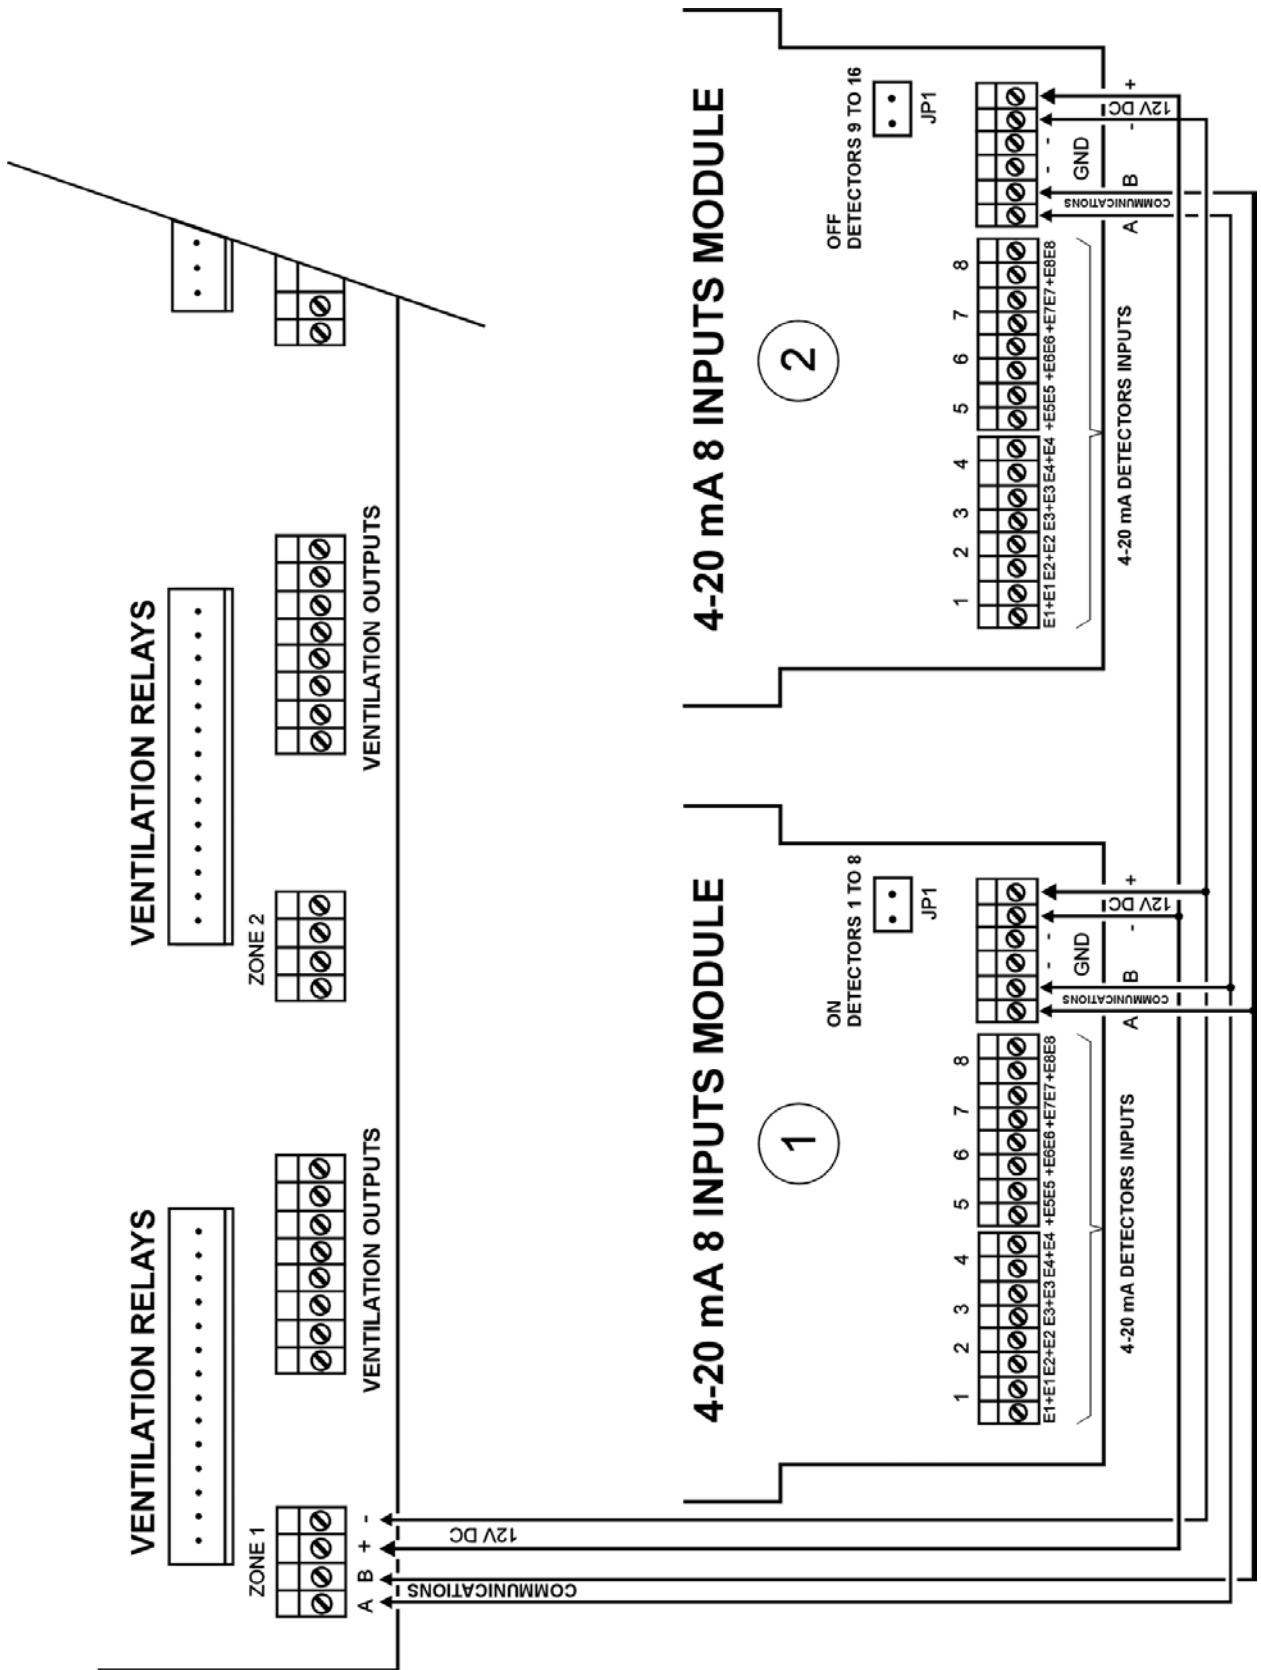 VENTILATION RELAYS
VENTILATION RELAYS
ZONE 1
ZONE 2
A B + -
VENTILATION OUTPUTS
VENTILATION OUTPUTS
COMMUNICATIONS
12V DC
4-20 mA 8 INPUTS MODULE
1
ON
DETECTORS 1 TO 8
JP1
1 2 3 4 5 6 7 8
E1+E1 E2+E2 E3+E3 E4+E4 +E5E5 +E6E6 +E7E7 +E8E8
- -
GND
A B - +
COMMUNICATIONS
12V DC
4-20 mA DETECTORS INPUTS
4-20 mA 8 INPUTS MODULE
2
OFF
DETECTORS 9 TO 16
JP1
1 2 3 4 5 6 7 8
E1+E1 E2+E2 E3+E3 E4+E4 +E5E5 +E6E6 +E7E7 +E8E8
- -
GND
A B - +
COMMUNICATIONS
12V DC
4-20 mA DETECTORS INPUTS